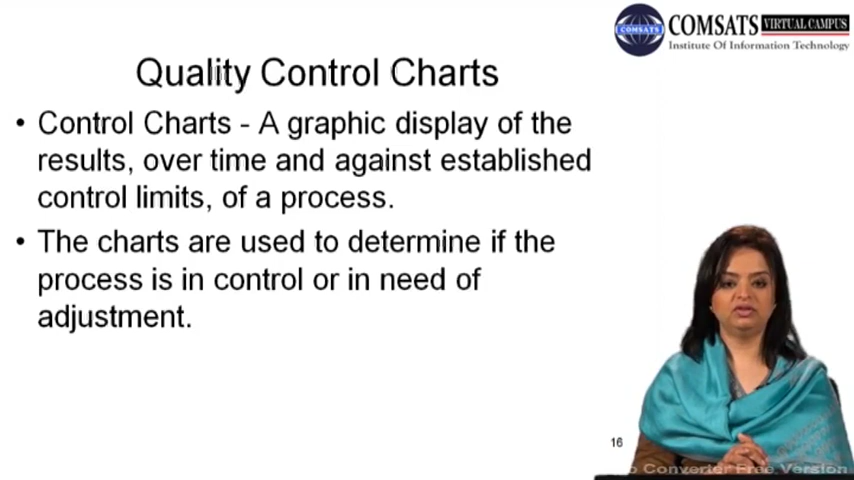 COMSATS VIRTUAL CAMPUS
COMSATS
Institute Of Information Technology
Quality Control Charts
• Control Charts - A graphic display of the
results, over time and against established
control limits, of a process.
• The charts are used to determine if the
process is in control or in need of
adjustment.
16
o Converter Free Version